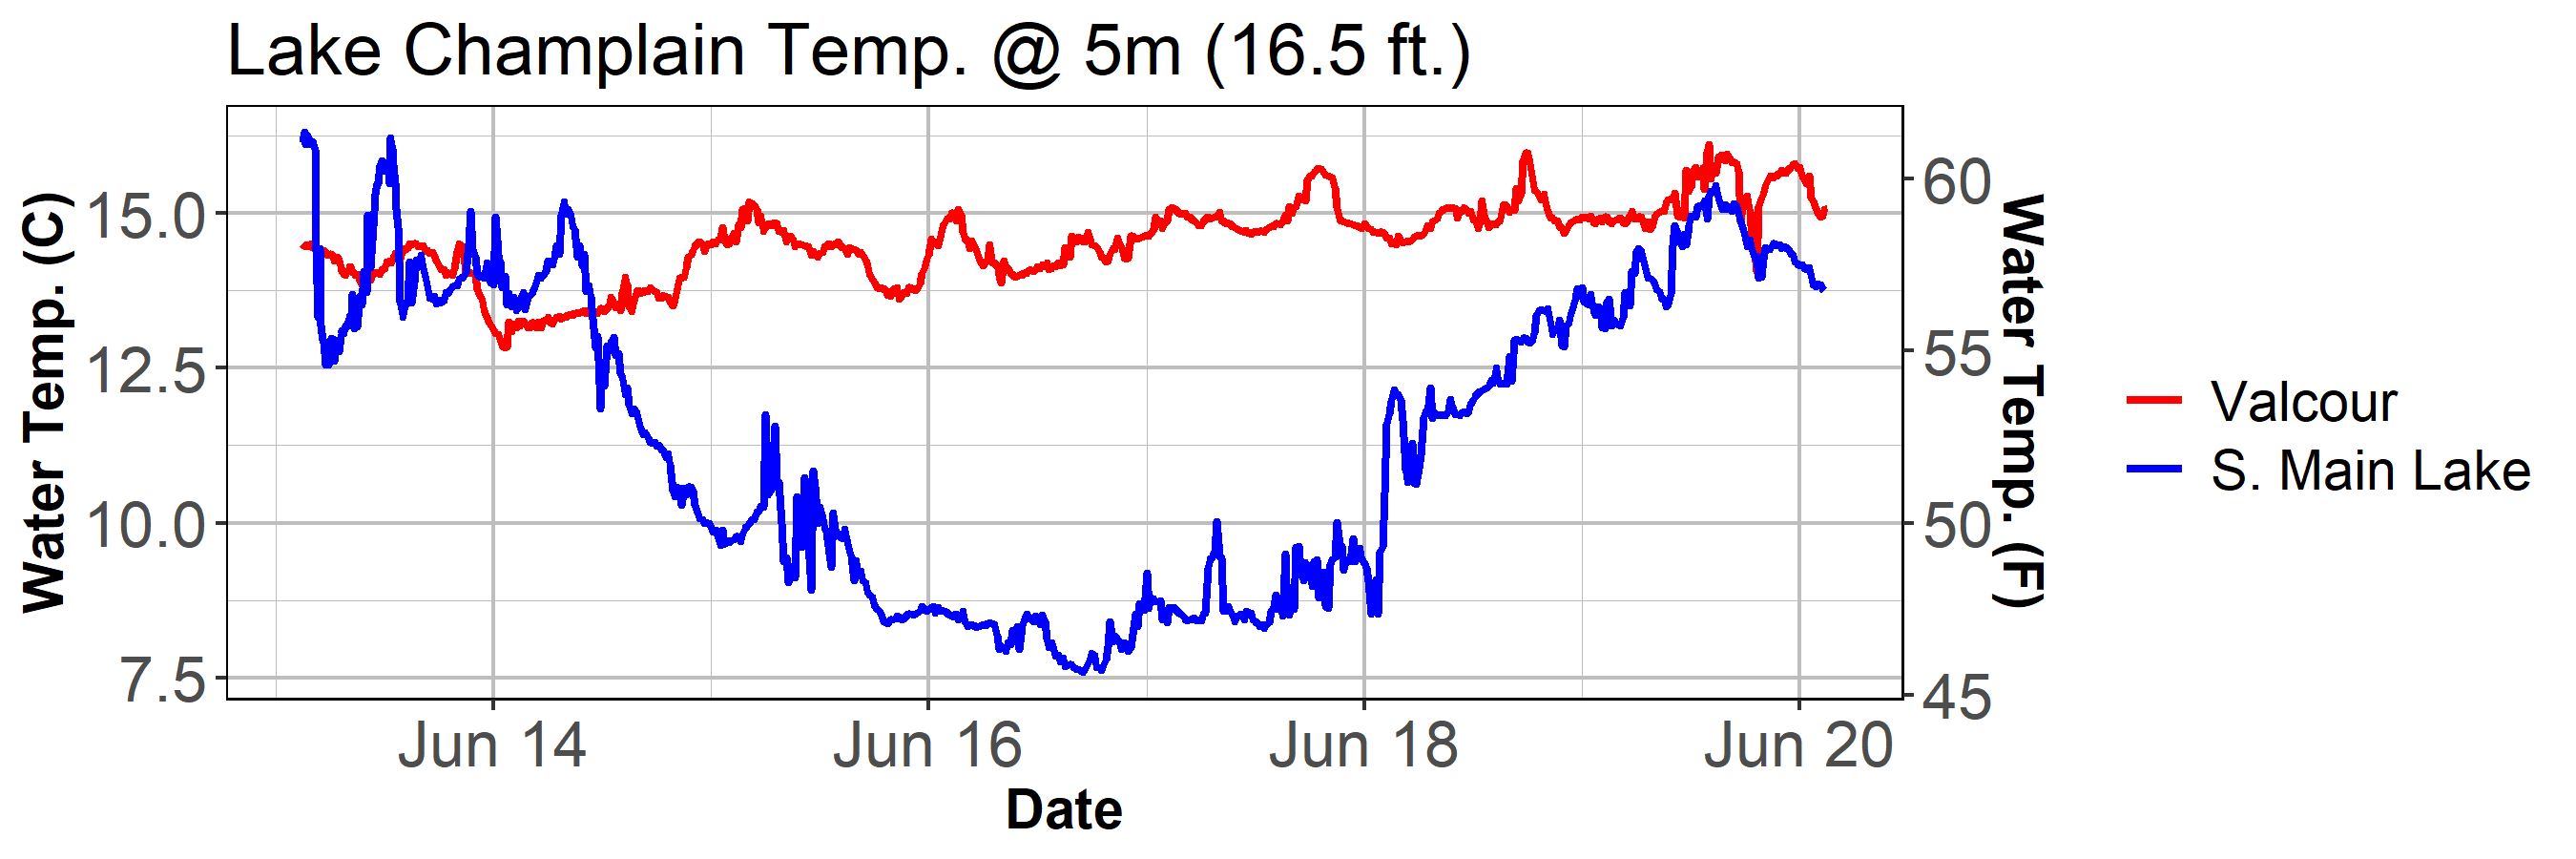 Lake Champlain Temp. @ 5m (16.5 ft.)
Water Temp. (C)
15.0
12.5
10.0
7.5
60
55
50
45
Water Temp. (F)
Jun 14 Jun 16 Jun 18 Jun 20
Date
Valcour
S. Main Lake